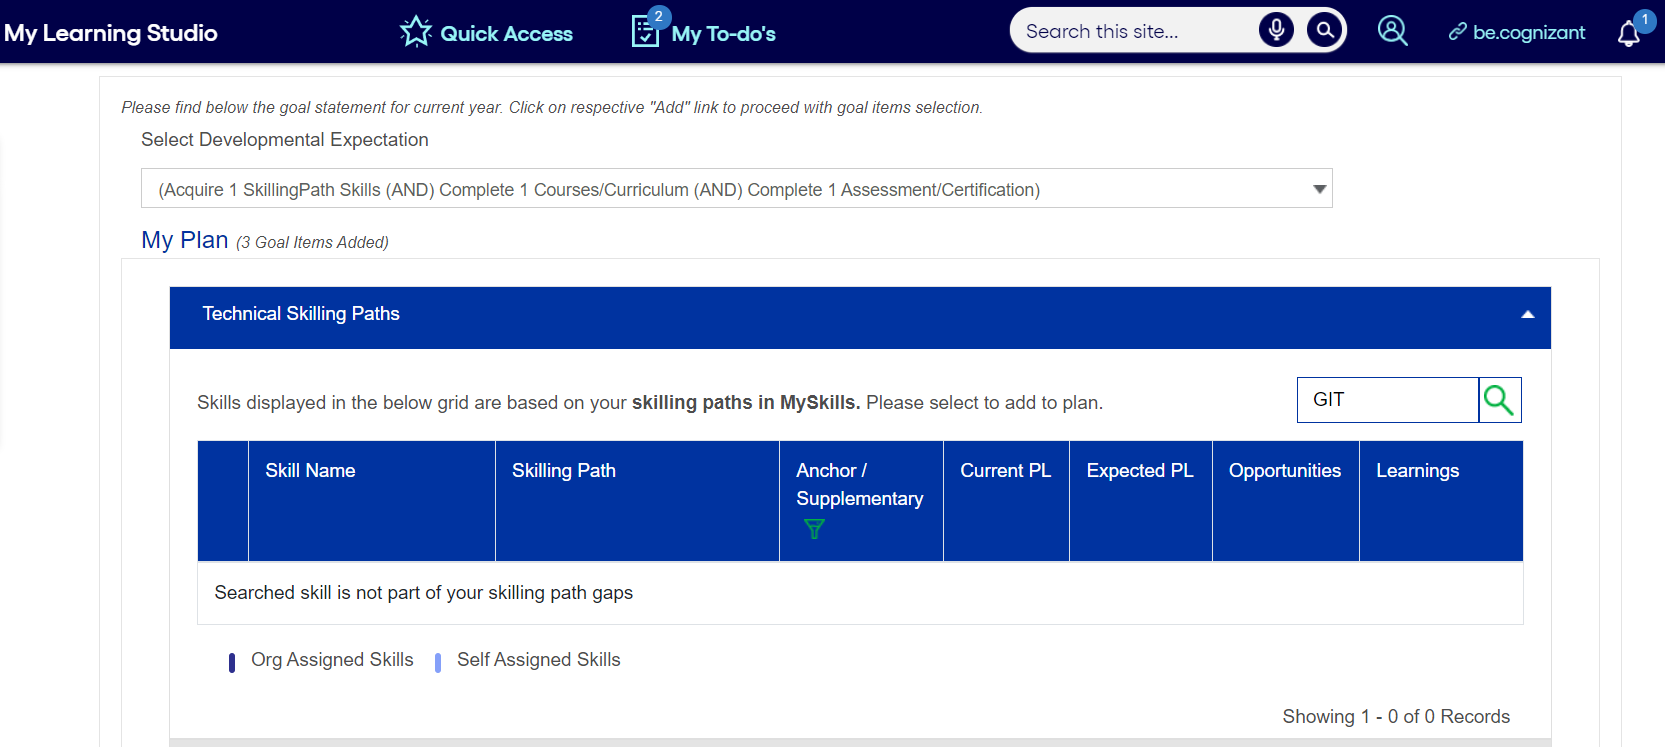 My Learning Studio
Quick Access
2
My To-do's
Search this site...
be.cognizant
1
Please find below the goal statement for current year. Click on respective "Add" link to proceed with goal items selection.
Select Developmental Expectation
(Acquire 1 SkillingPath Skills (AND) Complete 1 Courses/Curriculum (AND) Complete 1 Assessment/Certification)
My Plan (3 Goal Items Added)
Technical Skilling Paths
Skills displayed in the below grid are based on your skilling paths in MySkills. Please select to add to plan.
GIT
Skill Name
Skilling Path
Anchor /
Supplementary
Current PL
Expected PL
Opportunities
Learnings
Searched skill is not part of your skilling path gaps
Org Assigned Skills
Self Assigned Skills
Showing 1 - 0 of 0 Records